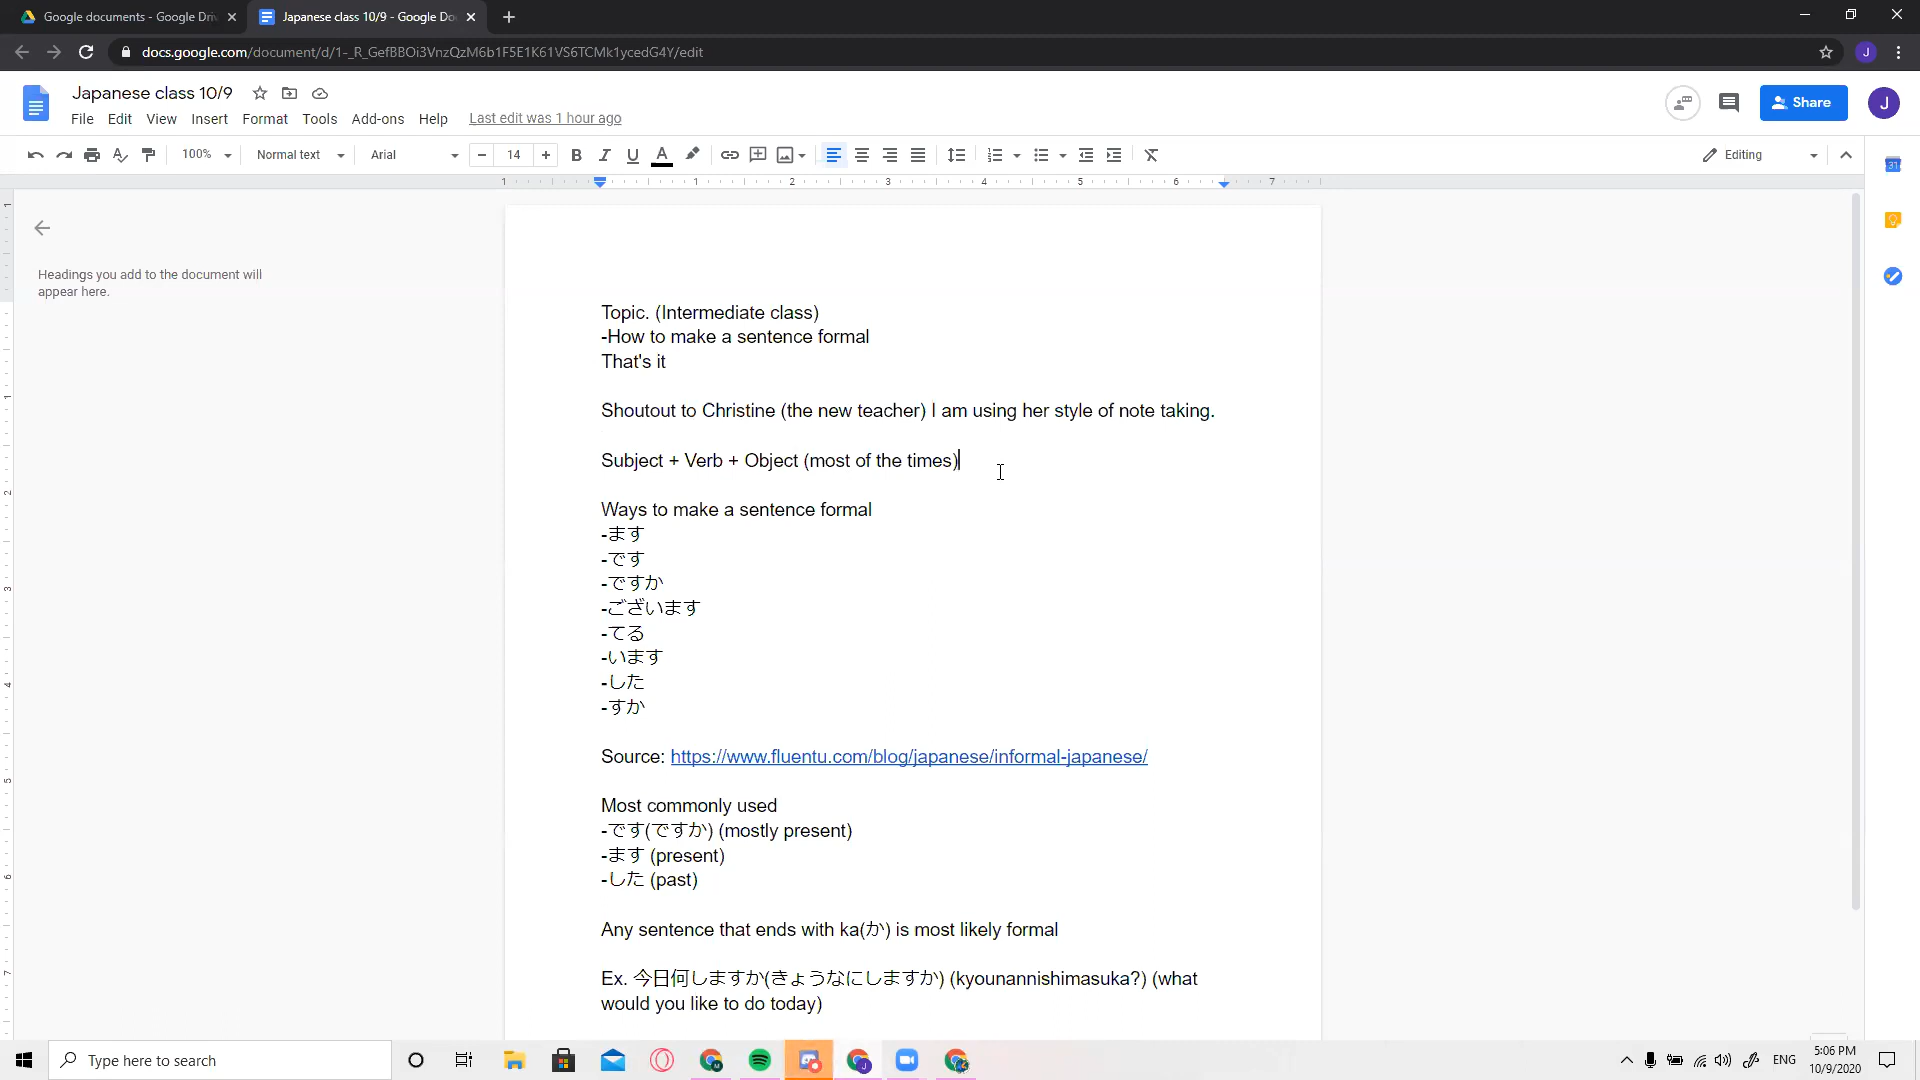 Google documents - Google Dri
Japanese class 10/9 - Google Do
docs.google.com/document/d/1-_R_GefBBOi3VnzQzM6b1F5E1K61VS6TCMk1ycedG4Y/edit
J
Japanese class 10/9
Share
J
File Edit View Insert Format Tools Add-ons Help Last edit was 1 hour ago
100% Normal text Arial 14 B I U A Editing
31
1 1 2 3 4 5 6 7
Headings you add to the document will
appear here.
Topic. (Intermediate class)
-How to make a sentence formal
That's it
Shoutout to Christine (the new teacher) I am using her style of note taking.
Subject + Verb + Object (most of the times)
Ways to make a sentence formal
-ます
-です
-ですか
-ございます
-てる
-います
-した
-すか
Source: https://www.fluentu.com/blog/japanese/informal-japanese/
Most commonly used
-です(ですか) (mostly present)
-ます (present)
-した (past)
Any sentence that ends with ka(か) is most likely formal
Ex. 今日何しますか(きょうなにしますか) (kyounannishimasuka?) (what
would you like to do today)
Type here to search
ENG
5:06 PM
10/9/2020